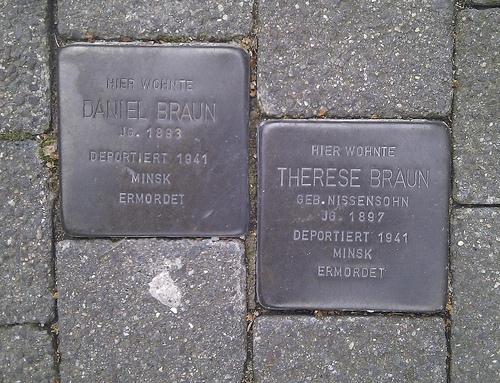 HIER WOHNTE
DANIEL BRAUN
JG. 1893
DEPORTIERT 1941
MINSK
ERMORDET
HIER WOHNTE
THERESE BRAUN
GEB. NISSENSOHN
JG. 1897
DEPORTIERT 1941
MINSK
ERMORDET